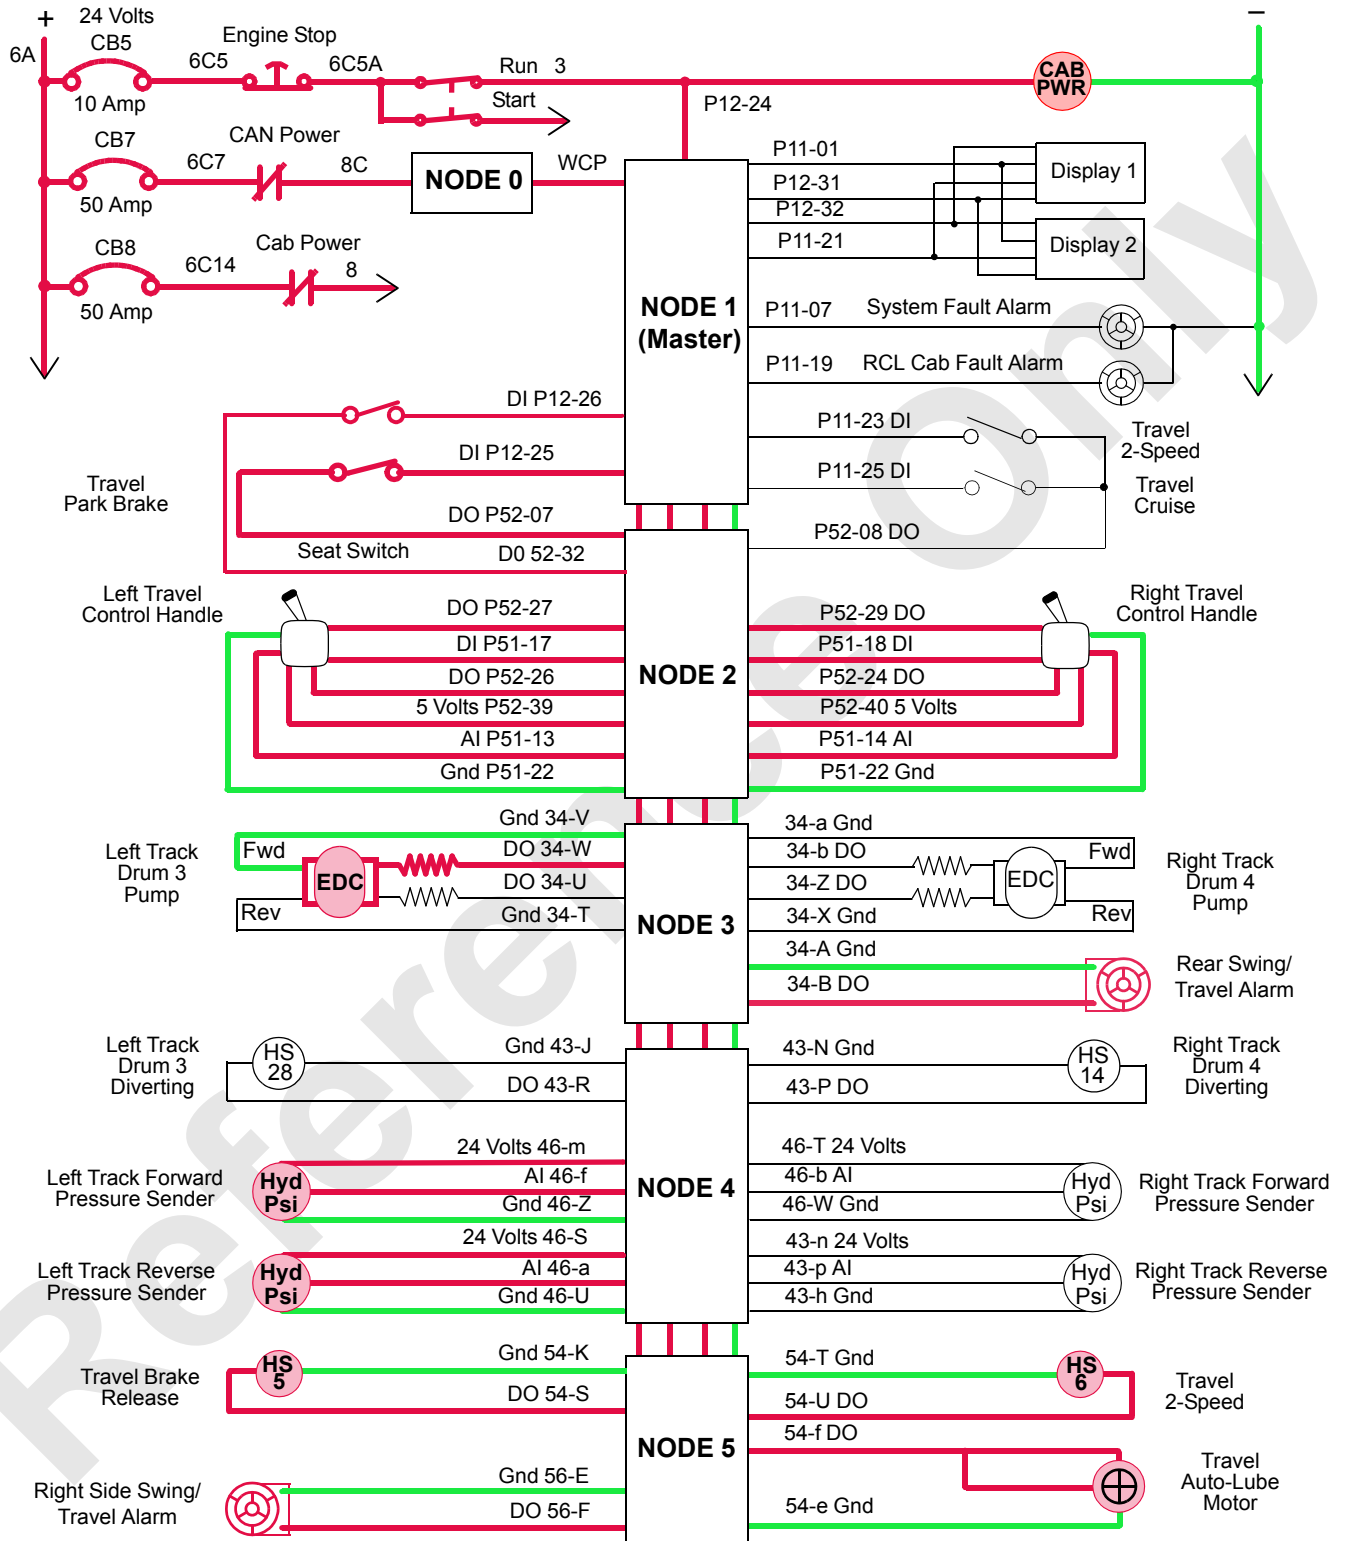 + 24 Volts
−
6A
CB5
6C5
Engine Stop
6C5A
Run 3
10 Amp
Start
P12-24
CAB
PWR
CB7
6C7
CAN Power
8C
NODE 0
WCP
50 Amp
CB8
6C14
Cab Power
8
50 Amp
NODE 1
(Master)
P11-01
P12-31
P12-32
P11-21
Display 1
Display 2
P11-07
System Fault Alarm
P11-19
RCL Cab Fault Alarm
DI P12-26
DI P12-25
Travel
Park Brake
DO P52-07
Seat Switch
D0 52-32
P11-23 DI
Travel
2-Speed
P11-25 DI
Travel
Cruise
P52-08 DO
Left Travel
Control Handle
DO P52-27
DI P51-17
DO P52-26
5 Volts P52-39
AI P51-13
Gnd P51-22
NODE 2
P52-29 DO
P51-18 DI
P52-24 DO
P52-40 5 Volts
P51-14 AI
P51-22 Gnd
Right Travel
Control Handle
Left Track
Drum 3
Pump
Fwd
EDC
Rev
Gnd 34-V
DO 34-W
DO 34-U
Gnd 34-T
NODE 3
34-a Gnd
34-b DO
34-Z DO
34-X Gnd
Fwd
EDC
Rev
Right Track
Drum 4
Pump
34-A Gnd
34-B DO
Rear Swing/
Travel Alarm
Left Track
Drum 3
Diverting
HS
28
Gnd 43-J
DO 43-R
43-N Gnd
43-P DO
HS
14
Right Track
Drum 4
Diverting
Left Track Forward
Pressure Sender
Hyd
Psi
24 Volts 46-m
AI 46-f
Gnd 46-Z
NODE 4
46-T 24 Volts
46-b AI
46-W Gnd
Hyd
Psi
Right Track Forward
Pressure Sender
Left Track Reverse
Pressure Sender
Hyd
Psi
24 Volts 46-S
AI 46-a
Gnd 46-U
43-n 24 Volts
43-p AI
43-h Gnd
Hyd
Psi
Right Track Reverse
Pressure Sender
Travel Brake
Release
HS
5
Gnd 54-K
DO 54-S
NODE 5
54-T Gnd
54-U DO
HS
6
Travel
2-Speed
54-f DO
54-e Gnd
Travel
Auto-Lube
Motor
Right Side Swing/
Travel Alarm
Gnd 56-E
DO 56-F
Reference Only